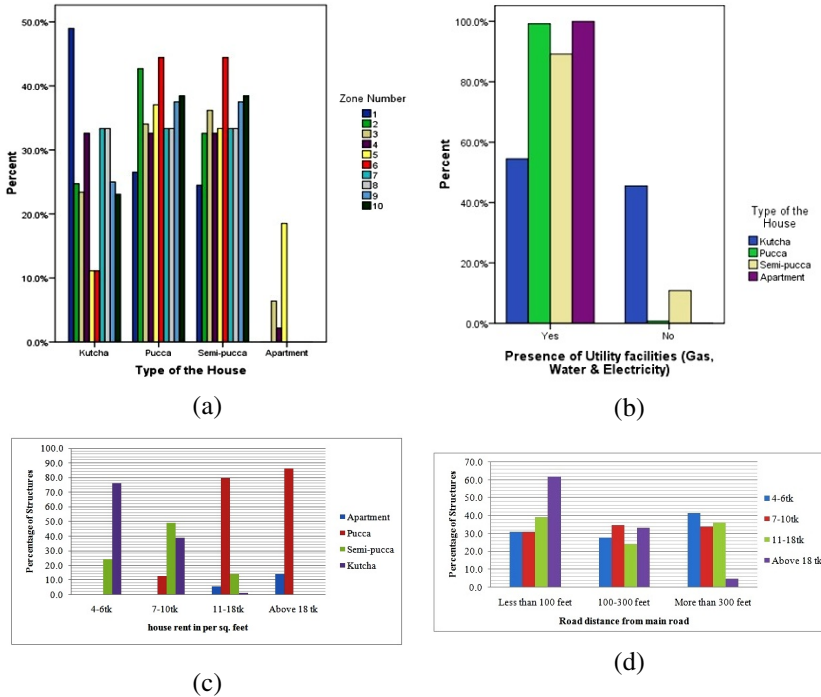 50.0%
40.0%
30.0%
20.0%
10.0%
0.0%
Percent
Kutcha Pucca Semi-pucca Apartment
Type of the House
Zone Number
1
2
3
4
5
6
7
8
9
10
(a)
100.0%
80.0%
60.0%
40.0%
20.0%
0.0%
Percent
Yes No
Presence of Utility facilities (Gas,
Water & Electricity)
Type of the
House
Kutcha
Pucca
Semi-pucca
Apartment
(b)
100.0
90.0
80.0
70.0
60.0
50.0
40.0
30.0
20.0
10.0
0.0
Percentage of Structures
4-6tk 7-10tk 11-18tk Above 18 tk
house rent in per sq. feet
Apartment
Pucca
Semi-pucca
Kutcha
(c)
70.0
60.0
50.0
40.0
30.0
20.0
10.0
0.0
Percentage of Structures
Less than 100 feet 100-300 feet More than 300 feet
Road distance from main road
4-6tk
7-10tk
11-18tk
Above 18tk
(d)